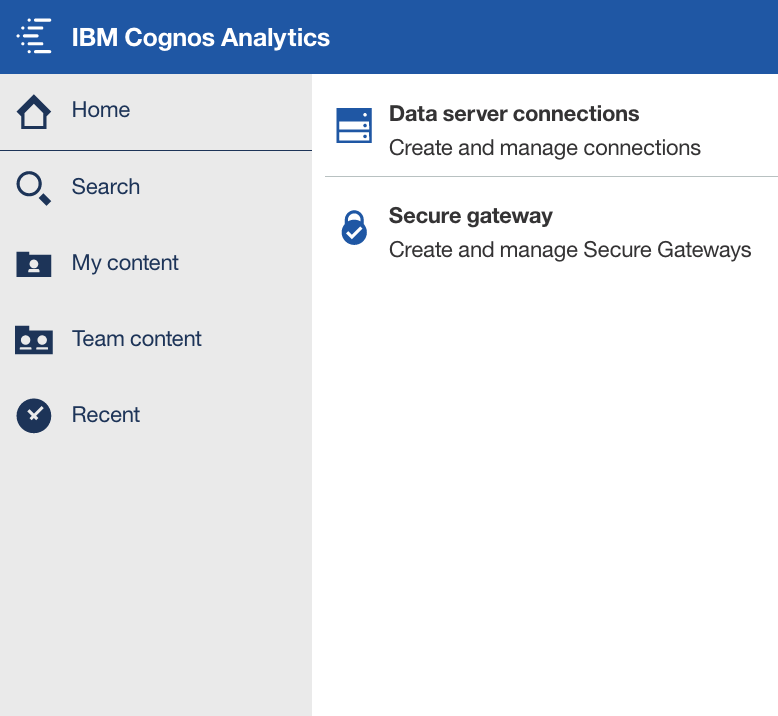 IBM Cognos Analytics
Home
Search
My content
Team content
Recent
Data server connections
Create and manage connections
Secure gateway
Create and manage Secure Gateways